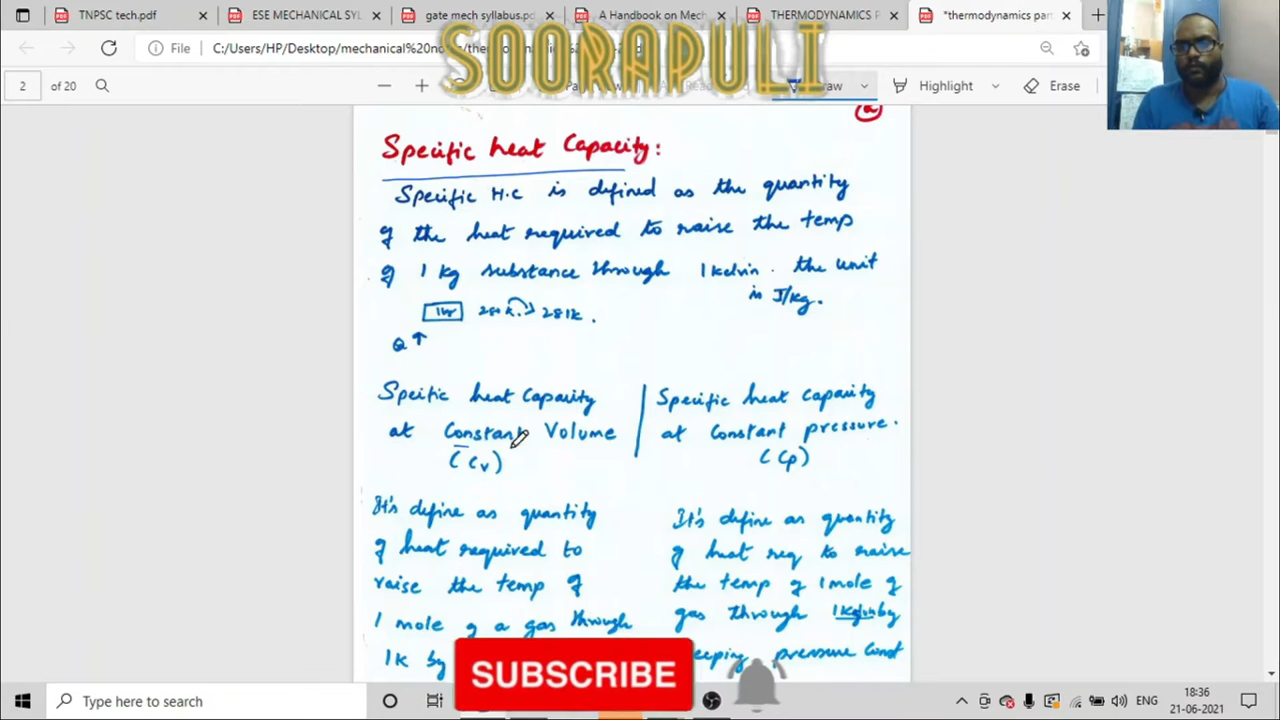 TNPSC tech.pdf
ESE MECHANICAL SYL
gate mech syllabus.pd
A Handbook on Mech
THERMODYNAMICS P
*thermodynamics par
File
C:/Users/HP/Desktop/mechanical%20no
SOORAPULI
2 of 20
Highlight
Erase
Specific heat Capacity:
Specific H.C is defined as the quantity
of the heat required to raise the temp
of 1 kg substance through 1 kelvin. the unit
is J/kg.
281k.
Q ↑
Speific heat Capacity
at Constant Volume
(Cv)
Specific heat Capacity
at Constant pressure.
(Cp)
It's define as quantity
of heat required to
raise the temp of
1 mole of a gas through
1k by
It's define as quantity
of heat req to raise
the temp of 1 mole of
gas through by
eeping pressure Const
SUBSCRIBE
Type here to search
ENG
18:36
21-06-2021